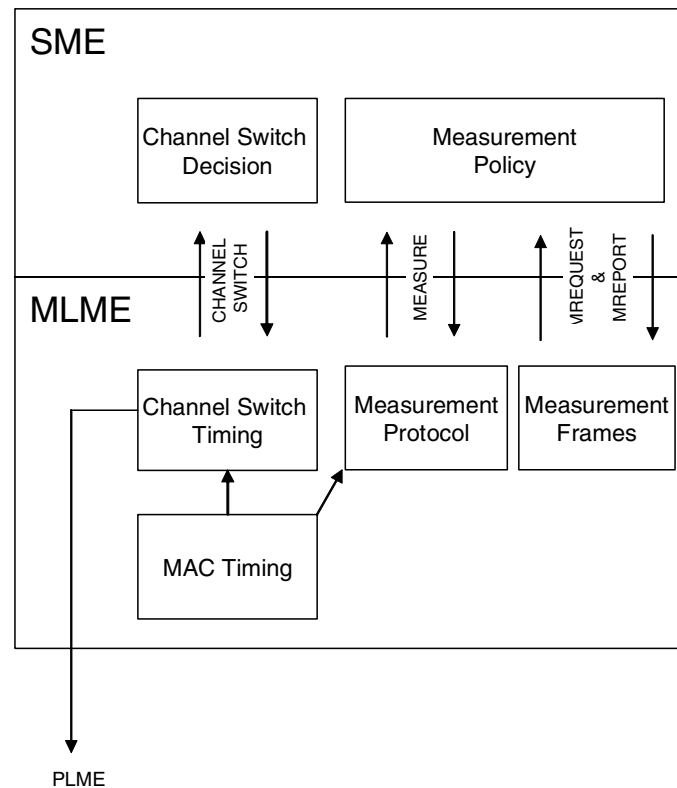 SME
Channel Switch
Decision
Measurement
Policy
CHANNEL
SWITCH
MEASURE
MREQUEST
&
MREPORT
MLME
Channel Switch
Timing
Measurement
Protocol
Measurement
Frames
MAC Timing
PLME